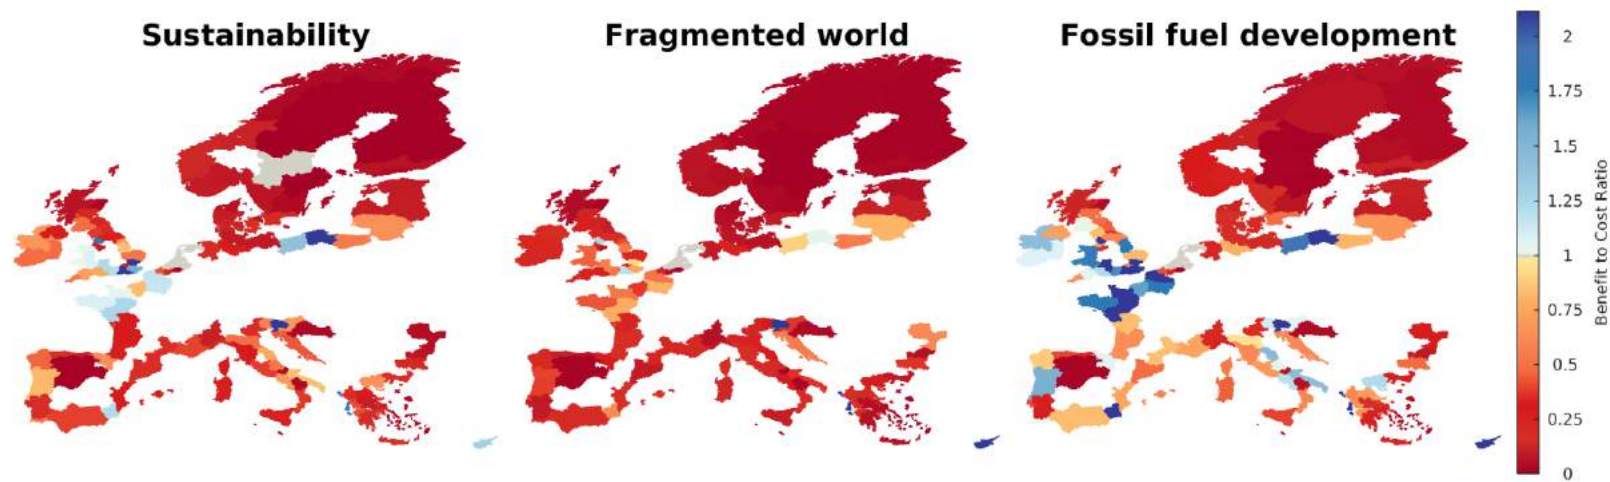 Sustainability
Fragmented world
Fossil fuel development
2
1.75
1.5
1.25
1
0.75
0.5
0.25
0
Benefit to Cost Ratio